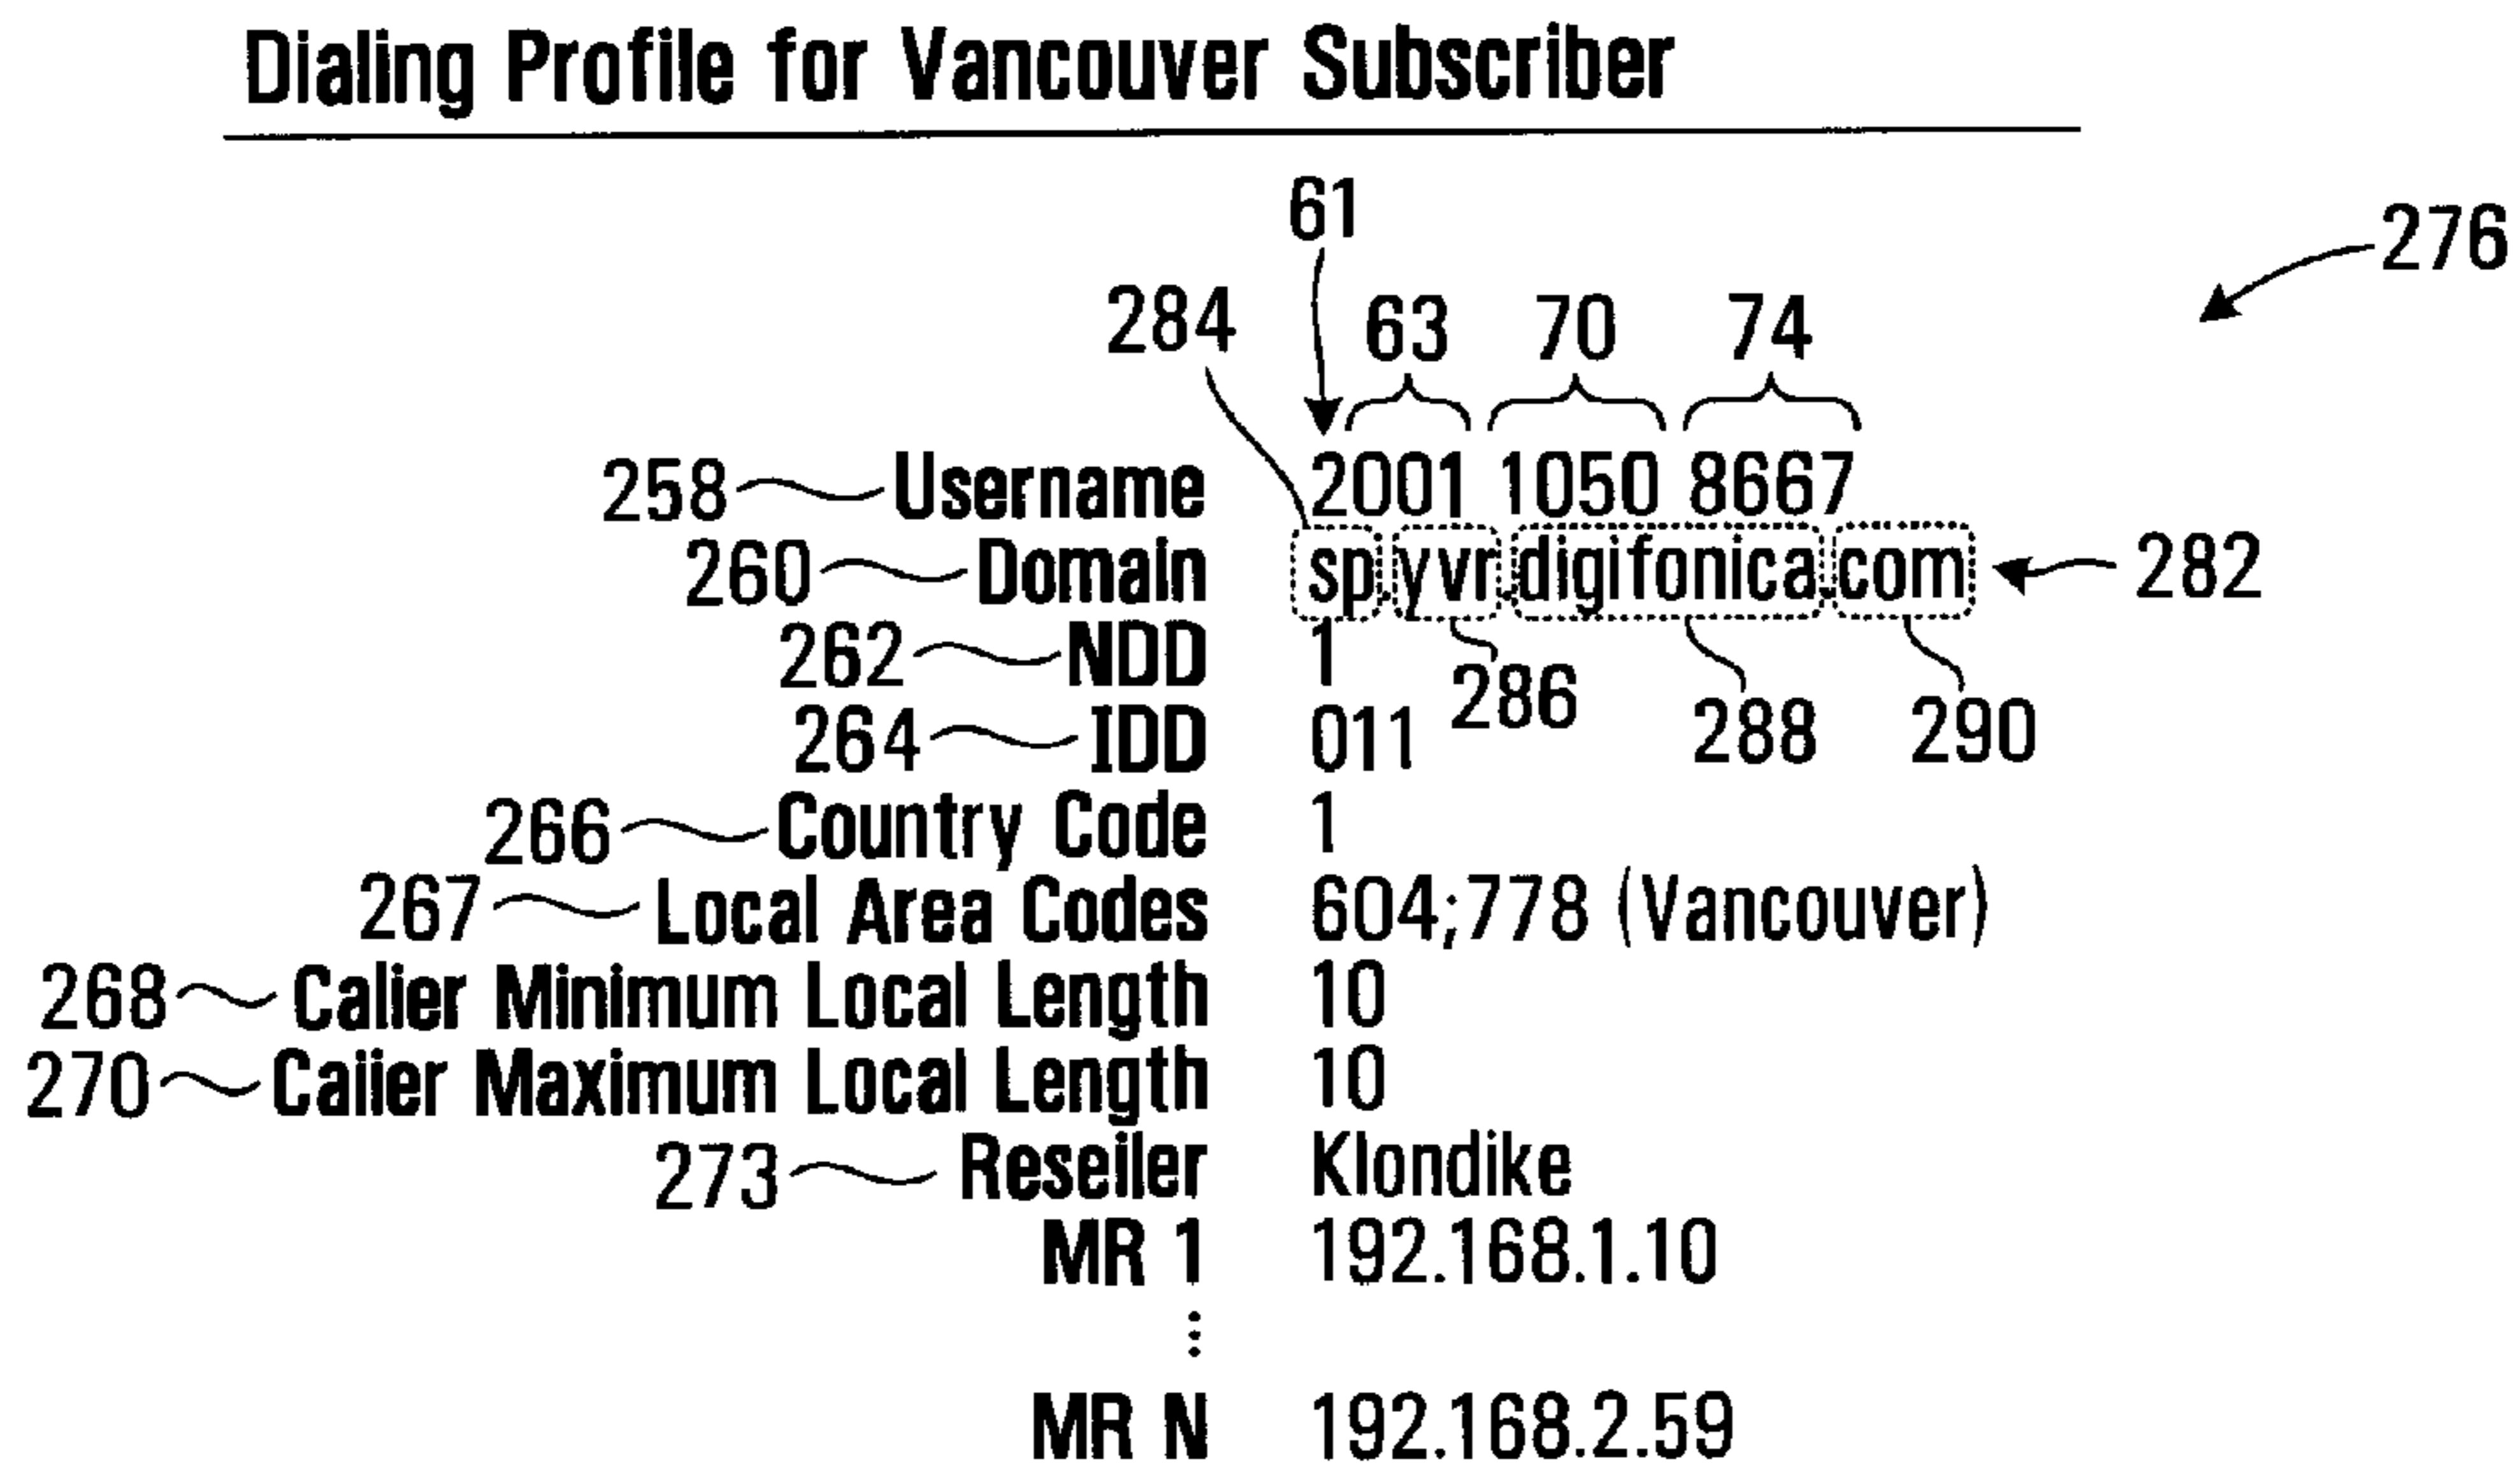 Dialing Profile for Vancouver Subscriber
61
276
284 63 70 74
258 Username 2001 1050 8667
260 Domain sp.yvr.digifonica.com 282
262 NDD 1 286
264 IDD 011 288 290
266 Country Code 1
267 Local Area Codes 604;778 (Vancouver)
268 Calier Minimum Local Length 10
270 Caiier Maximum Local Length 10
273 Reseiler Klondike
MR 1 192.168.1.10
⋮
MR N 192.168.2.59